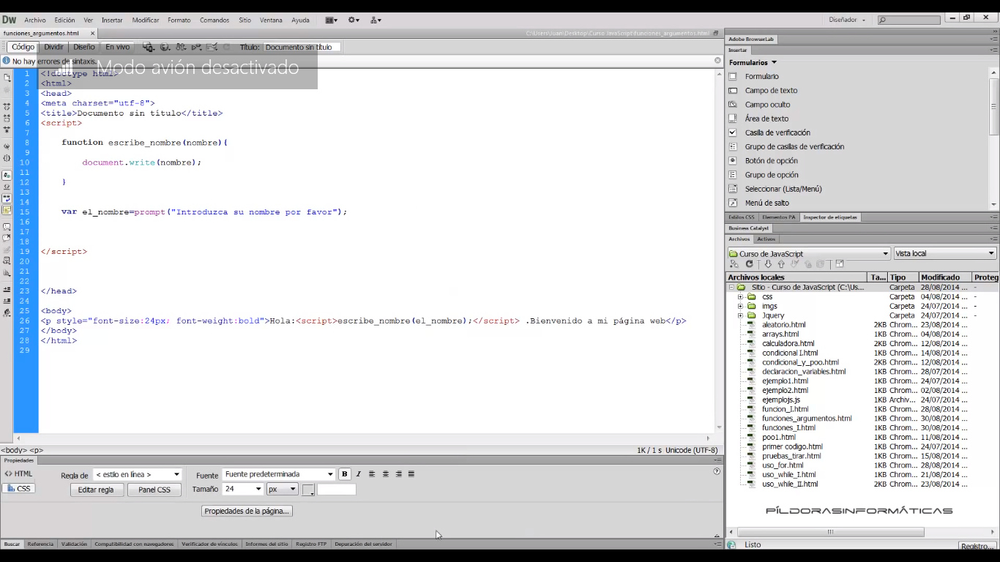 Dw Archivo Edición Ver Insertar Modificar Formato Comandos Sitio Ventana Ayuda Diseñador
funciones_argumentos.html × C:\Users\Juan\Desktop\Curso JavaScript\funciones_argumentos.html
Código Dividir Diseño En vivo Título: Documento sin título
No hay errores de sintaxis.
Modo avión desactivado
1 <!doctype html>
2 <html>
3 <head>
4 <meta charset="utf-8">
5 <title>Documento sin título</title>
6 <script>
7
8 function escribe_nombre(nombre){
9
10 document.write(nombre);
11
12 }
13
14
15 var el_nombre=prompt("Introduzca su nombre por favor");
16
17
18
19 </script>
20
21
22
23 </head>
24
25 <body>
26 <p style="font-size:24px; font-weight:bold">Hola:<script>escribe_nombre(el_nombre);</script> .Bienvenido a mi página web</p>
27 </body>
28 </html>
29
<body> <p> 1K / 1 s Unicode (UTF-8)
Propiedades
<> HTML Regla de < estilo en línea > Fuente Fuente predeterminada B I
CSS Editar regla Panel CSS Tamaño 24 px
Propiedades de la página...
Buscar Referencia Validación Compatibilidad con navegadores Verificador de vínculos Informes del sitio Registro FTP Depuración del servidor
Adobe BrowserLab
Insertar
Formularios
Formulario
Campo de texto
Campo oculto
Área de texto
Casilla de verificación
Grupo de casillas de verificación
Botón de opción
Grupo de opción
Seleccionar (Lista/Menú)
Menú de salto
Estilos CSS Elementos PA Inspector de etiquetas
Business Catalyst
Archivos Activos
Curso de JavaScript Vista local
Archivos locales Ta... Tipo Modificado Proteg
Sitio - Curso de JavaScript (C:\Us... Carpeta 28/08/2014 ... -
css Carpeta 04/08/2014 ... -
imgs Carpeta 24/07/2014 ... -
Jquery Carpeta 24/07/2014 ... -
aleatorio.html 2KB Chrom... 23/08/2014 ...
arrays.html 1KB Chrom... 04/08/2014 ...
calculadora.html 2KB Chrom... 12/08/2014 ...
condicional I.html 1KB Chrom... 14/08/2014 ...
condicional_y_poo.html 2KB Chrom... 12/08/2014 ...
declaracion_variables.html 1KB Chrom... 28/07/2014 ...
ejemplo1.html 1KB Chrom... 24/07/2014 ...
ejemplo2.html 1KB Chrom... 02/08/2014 ...
ejemplojs.js 1KB Archiv... 24/07/2014 ...
funcion_I.html 1KB Chrom... 28/08/2014 ...
funciones_argumentos.html 1KB Chrom... 30/08/2014 ...
funciones_I.html 1KB Chrom... 30/08/2014 ...
poo1.html 1KB Chrom... 11/08/2014 ...
primer codigo.html 1KB Chrom... 24/07/2014 ...
pruebas_tirar.html 1KB Chrom... 15/08/2014 ...
uso_for.html 1KB Chrom... 28/08/2014 ...
uso_while_I.html 1KB Chrom... 21/08/2014 ...
uso_while_II.html 2KB Chrom... 23/08/2014 ...
PÍLDORASINFORMÁTICAS
Listo Registro...